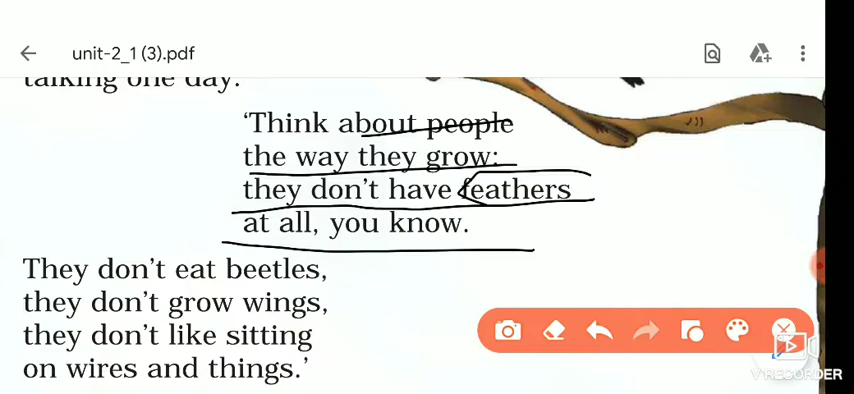 unit-2_1 (3).pdf
talking one day.
‘Think about people
the way they grow:
they don’t have feathers
at all, you know.
They don’t eat beetles,
they don’t grow wings,
they don’t like sitting
on wires and things.’
V RECORDER